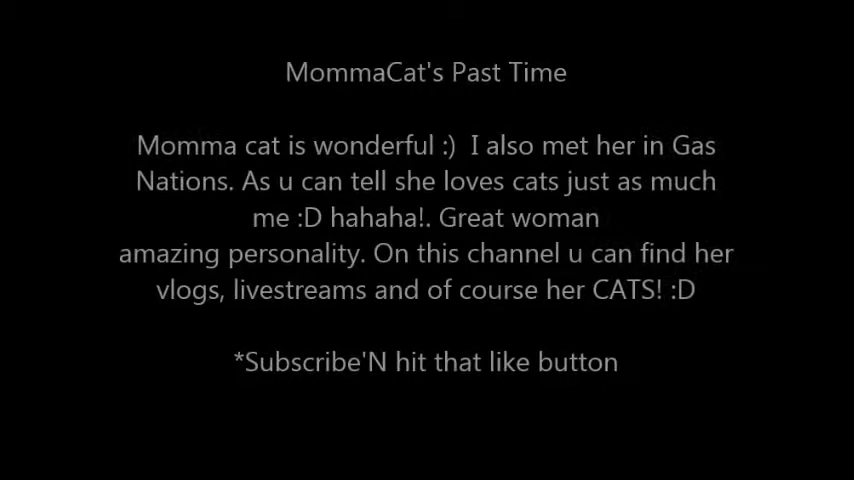 MommaCat's Past Time
Momma cat is wonderful :)  I also met her in Gas
Nations. As u can tell she loves cats just as much
me :D hahaha!. Great woman
amazing personality. On this channel u can find her
vlogs, livestreams and of course her CATS! :D
*Subscribe'N hit that like button